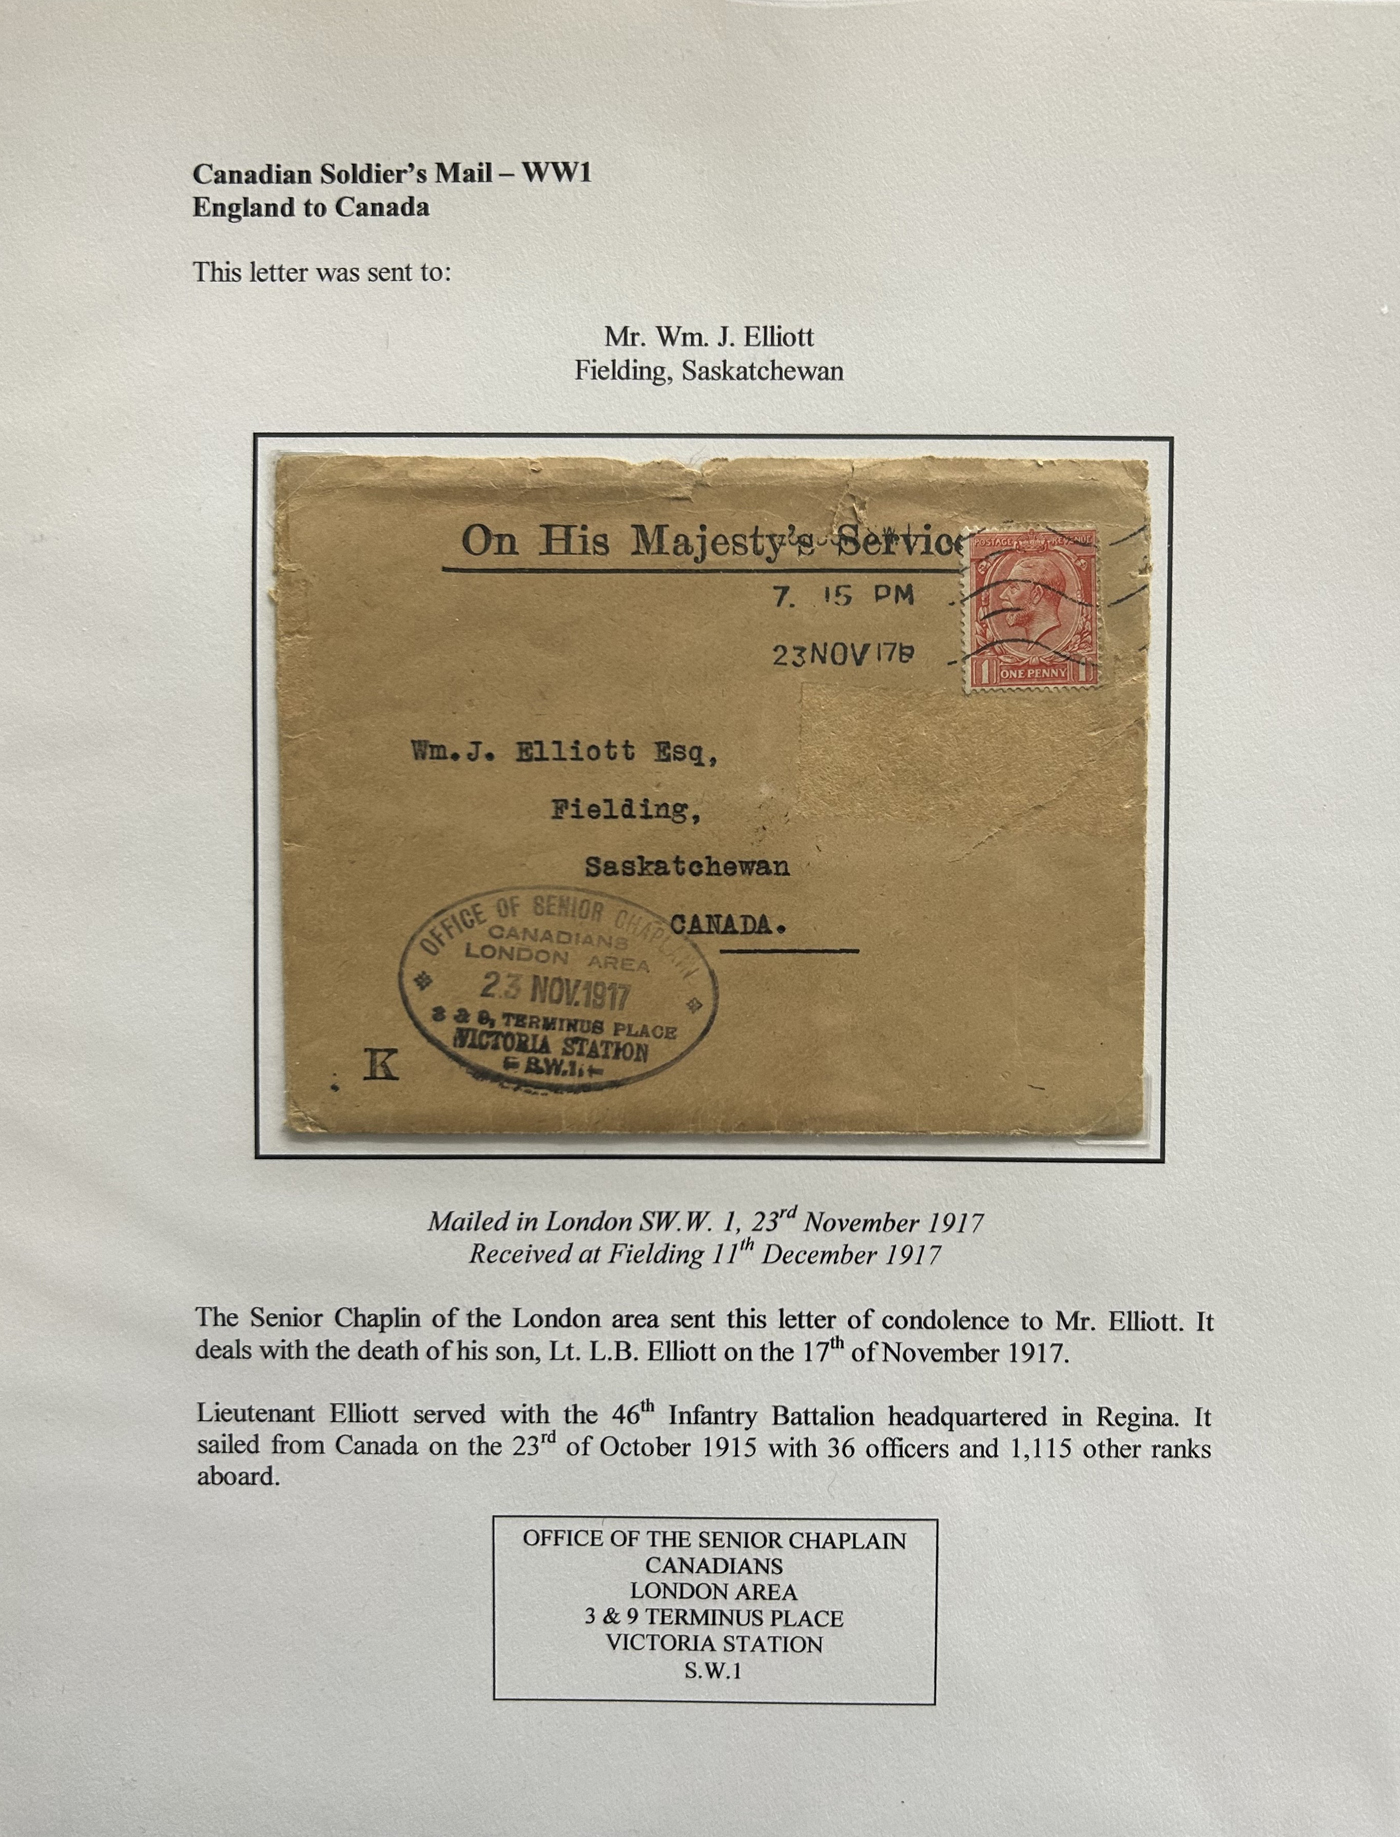 Canadian Soldier's Mail – WW1
England to Canada
This letter was sent to:
Mr. Wm. J. Elliott
Fielding, Saskatchewan
On His Majesty's Servic
7. 15 PM
23 NOV 17
POSTAGE REVENUE
1 ONE PENNY 1
Wm.J. Elliott Esq,
Fielding,
Saskatchewan
CANADA.
OFFICE OF SENIOR CHAPLAIN
CANADIANS
LONDON AREA
23 NOV.1917
& 9, TERMINUS PLACE
VICTORIA STATION
S.W.1.
K
Mailed in London SW.W. 1, 23rd November 1917
Received at Fielding 11th December 1917
The Senior Chaplin of the London area sent this letter of condolence to Mr. Elliott. It
deals with the death of his son, Lt. L.B. Elliott on the 17th of November 1917.
Lieutenant Elliott served with the 46th Infantry Battalion headquartered in Regina. It
sailed from Canada on the 23rd of October 1915 with 36 officers and 1,115 other ranks
aboard.
OFFICE OF THE SENIOR CHAPLAIN
CANADIANS
LONDON AREA
3 & 9 TERMINUS PLACE
VICTORIA STATION
S.W.1